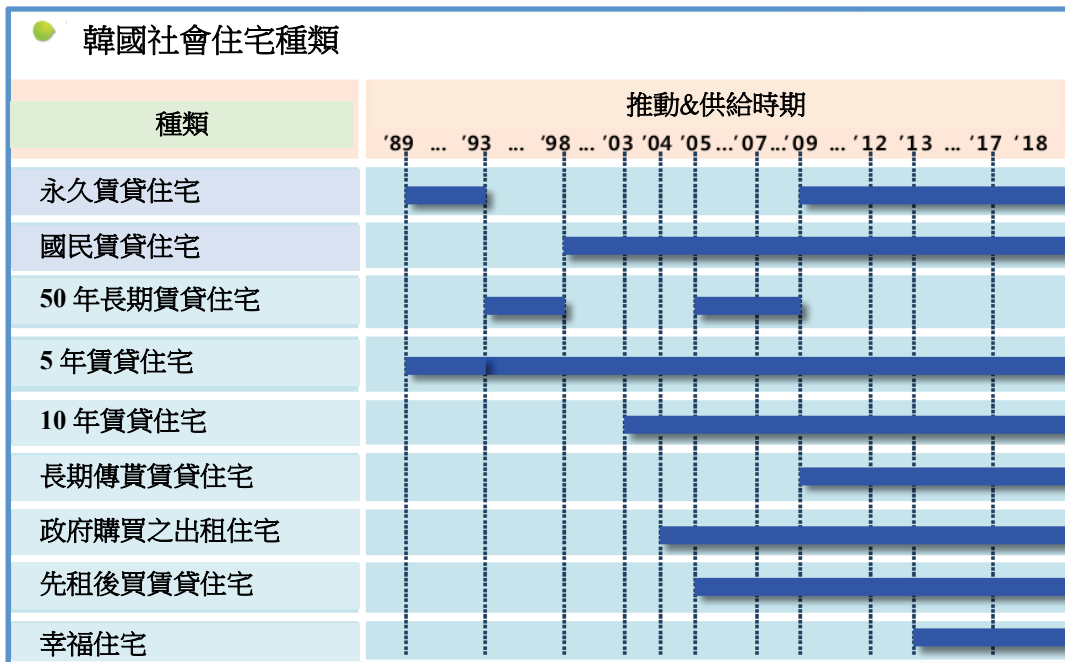 韓國社會住宅種類
種類
推動&供給時期
'89 ... '93 ... '98 ... '03 '04 '05 ...'07 ...'09 ... '12 '13 ... '17 '18
永久賃貸住宅
國民賃貸住宅
50 年長期賃貸住宅
5 年賃貸住宅
10 年賃貸住宅
長期傳貰賃貸住宅
政府購買之出租住宅
先租後買賃貸住宅
幸福住宅